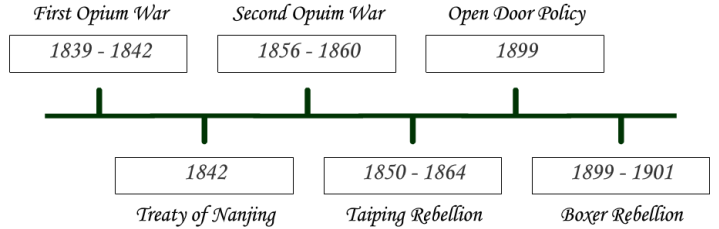 First Opium War
Second Opuim War
Open Door Policy
1839 - 1842
1856 - 1860
1899
1842
1850 - 1864
1899 - 1901
Treaty of Nanjing
Taiping Rebellion
Boxer Rebellion